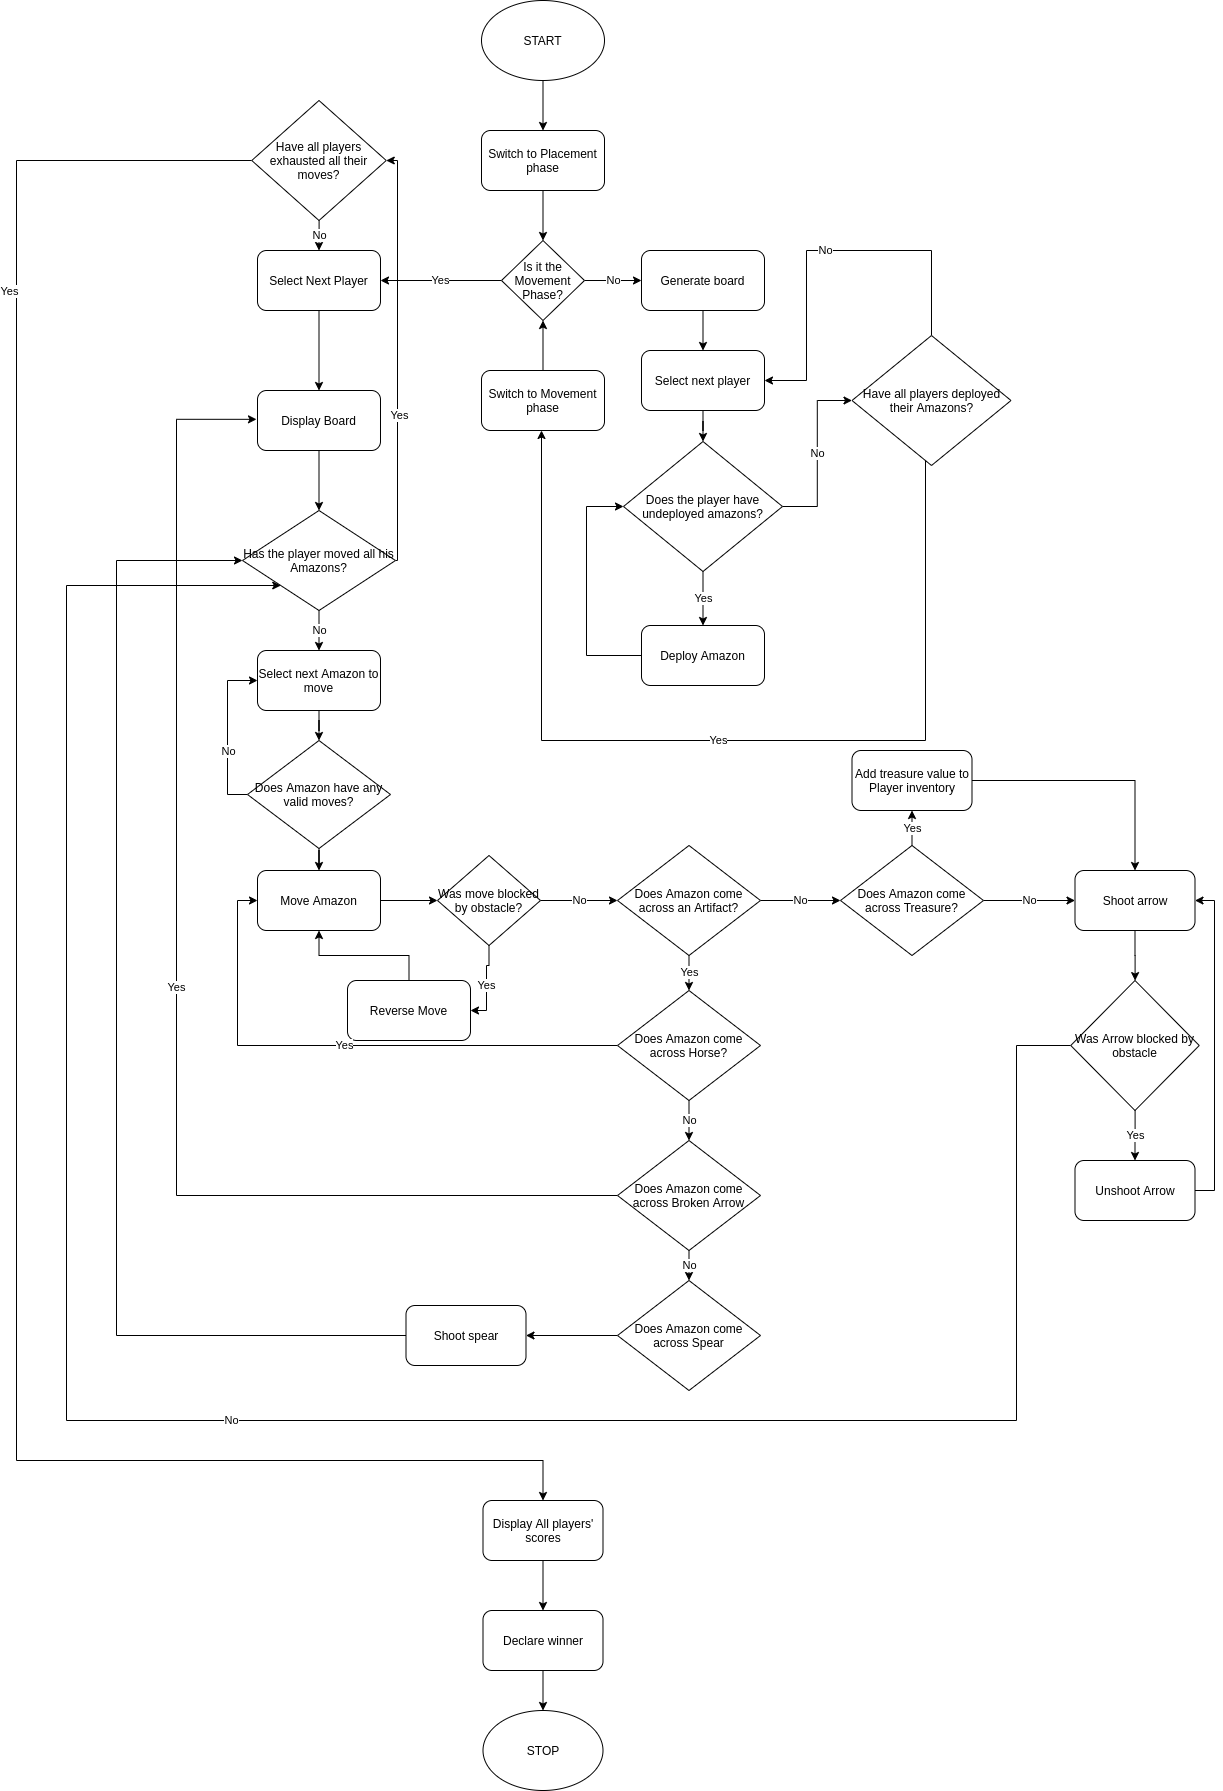 START
Switch to Placement
phase
Have all players
exhausted all their
moves?
No
Select Next Player
Yes
Is it the
Movement
Phase?
No
Generate board
No
Yes
Select next player
Switch to Movement
phase
Have all players deployed
their Amazons?
Display Board
Yes
No
Does the player have
undeployed amazons?
Has the player moved all his
Amazons?
Yes
No
Deploy Amazon
Select next Amazon to
move
Yes
No
Does Amazon have any
valid moves?
Add treasure value to
Player inventory
Yes
Move Amazon
Was move blocked
by obstacle?
No
Does Amazon come
across an Artifact?
No
Does Amazon come
across Treasure?
No
Shoot arrow
Yes
Yes
Yes
Reverse Move
Yes
Does Amazon come
across Horse?
Was Arrow blocked by
obstacle
No
Yes
Does Amazon come
across Broken Arrow
Unshoot Arrow
No
Shoot spear
Does Amazon come
across Spear
No
Display All players'
scores
Declare winner
STOP